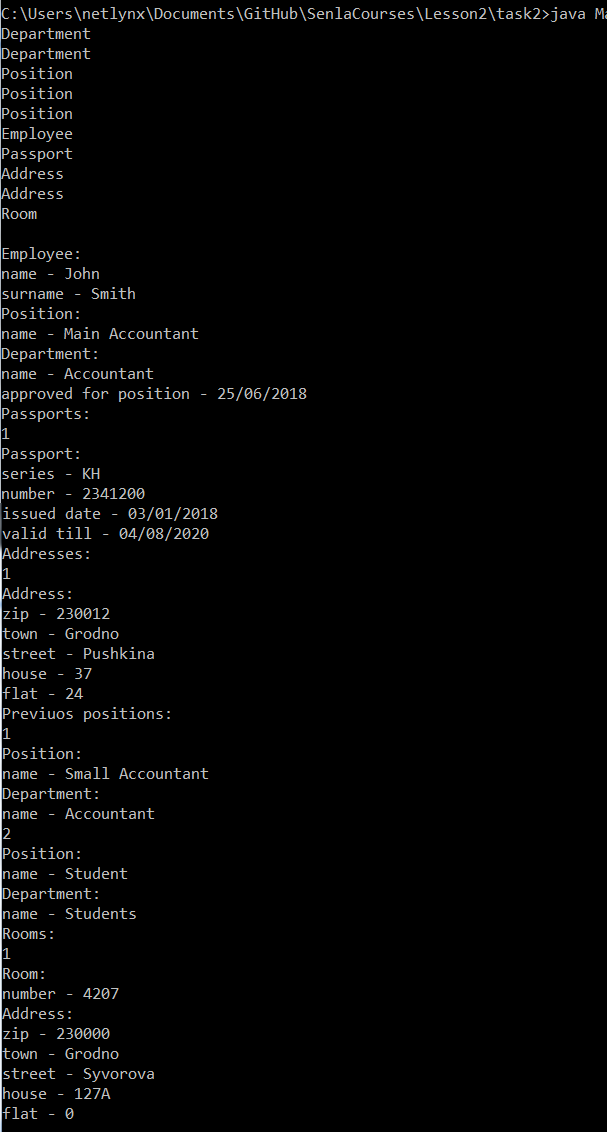 C:\Users\netlynx\Documents\GitHub\SenlaCourses\Lesson2\task2>java
Department
Department
Position
Position
Position
Employee
Passport
Address
Address
Room
Employee:
name - John
surname - Smith
Position:
name - Main Accountant
Department:
name - Accountant
approved for position - 25/06/2018
Passports:
1
Passport:
series - KH
number - 2341200
issued date - 03/01/2018
valid till - 04/08/2020
Addresses:
1
Address:
zip - 230012
town - Grodno
street - Pushkina
house - 37
flat - 24
Previuos positions:
1
Position:
name - Small Accountant
Department:
name - Accountant
2
Position:
name - Student
Department:
name - Students
Rooms:
1
Room:
number - 4207
Address:
zip - 230000
town - Grodno
street - Syvorova
house - 127A
flat - 0